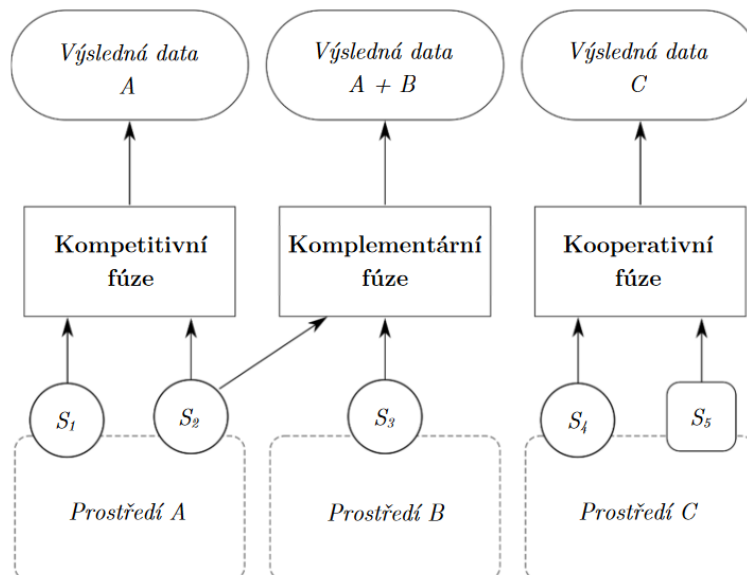 Výsledná data
A
Výsledná data
A + B
Výsledná data
C
Kompetitivní
fúze
Komplementární
fúze
Kooperativní
fúze
S1
S2
S3
S4
S5
Prostředí A
Prostředí B
Prostředí C